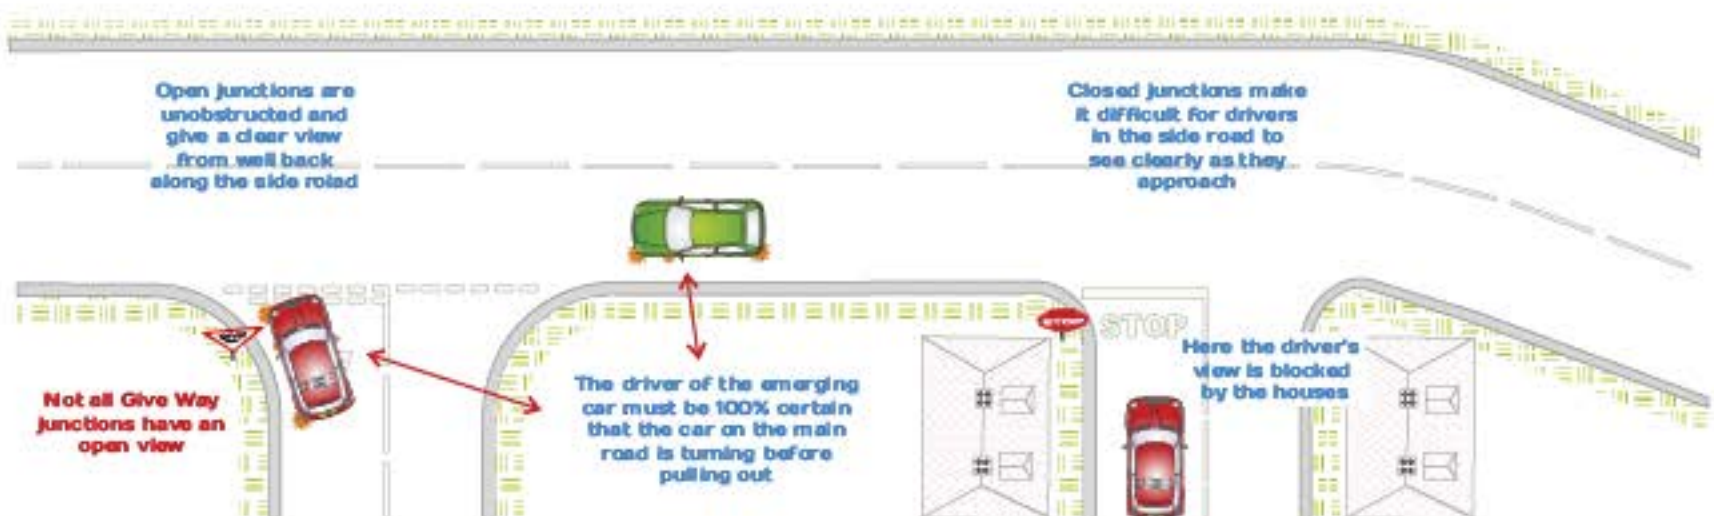 Open junctions are
unobstructed and
give a clear view
from well back
along the side rolad
Closed junctions make
it difficult for drivers
in the side road to
see clearly as they
approach
Not all Give Way
junctions have an
open view
The driver of the emerging
car must be 100% certain
that the car on the main
road is turning before
pulling out
STOP
STOP
Here the driver's
view is blocked
by the houses